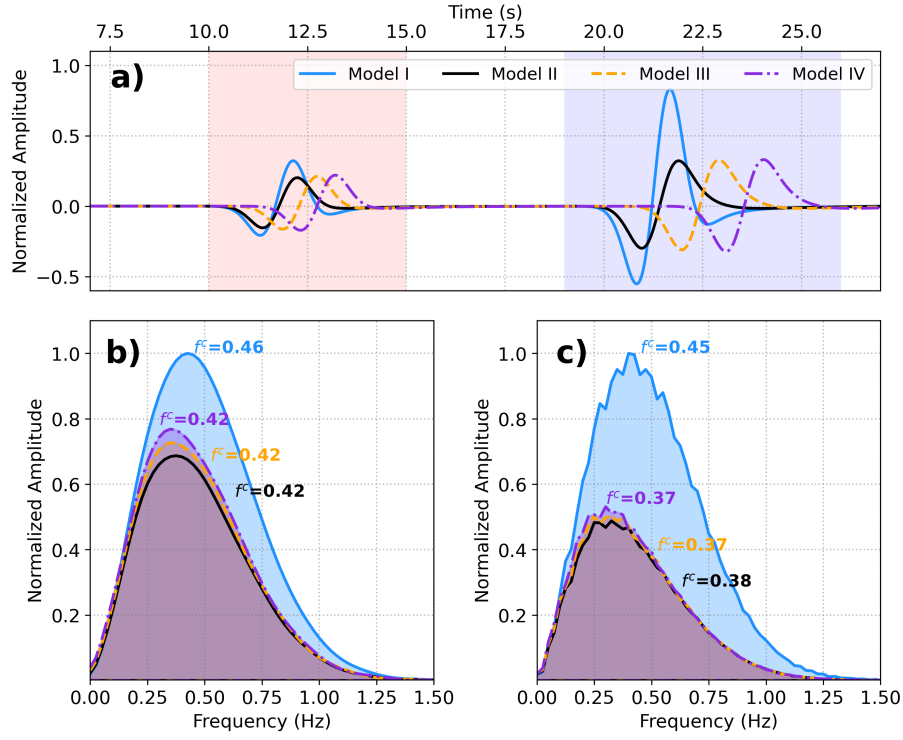 Time (s)
7.5 10.0 12.5 15.0 17.5 20.0 22.5 25.0
a)
Model I Model II Model III Model IV
Normalized Amplitude
1.0
0.5
0.0
−0.5
b)
f^c=0.46
f^c=0.42
f^c=0.42
f^c=0.42
Normalized Amplitude
1.0
0.8
0.6
0.4
0.2
0.00 0.25 0.50 0.75 1.00 1.25 1.50
Frequency (Hz)
c)
f^c=0.45
f^c=0.37
f^c=0.37
f^c=0.38
Normalized Amplitude
1.0
0.8
0.6
0.4
0.2
0.00 0.25 0.50 0.75 1.00 1.25 1.50
Frequency (Hz)